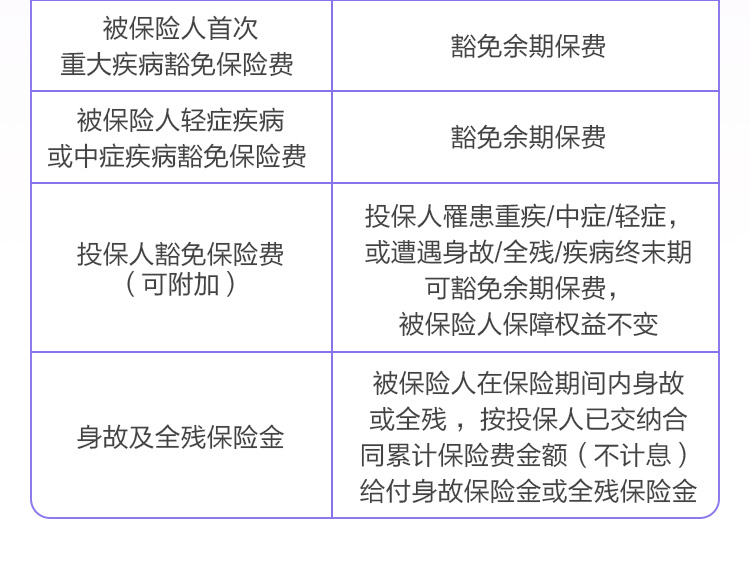 被保险人首次
重大疾病豁免保险费
豁免余期保费
被保险人轻症疾病
或中症疾病豁免保险费
豁免余期保费
投保人豁免保险费
（可附加）
投保人罹患重疾/中症/轻症，
或遭遇身故/全残/疾病终末期
可豁免余期保费，
被保险人保障权益不变
身故及全残保险金
被保险人在保险期间内身故
或全残，按投保人已交纳合
同累计保险费金额（不计息）
给付身故保险金或全残保险金